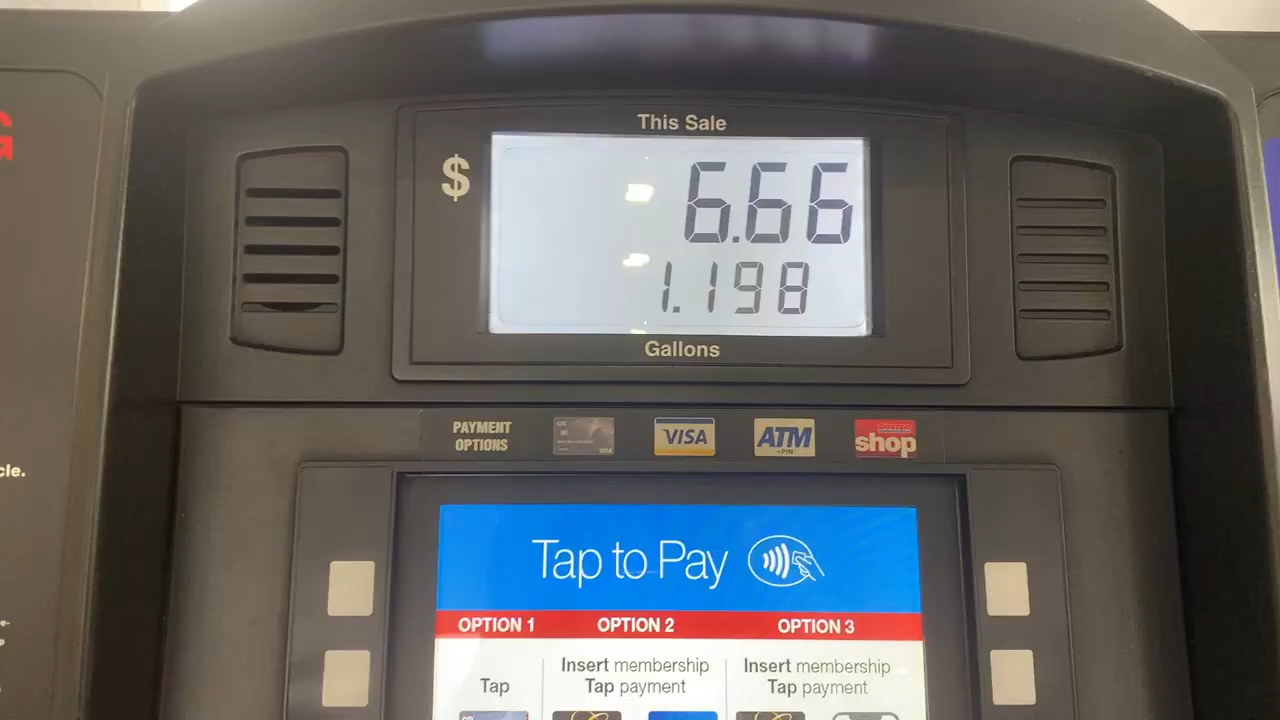 G
This Sale
$
6.66
1.198
Gallons
PAYMENT
OPTIONS
VISA
ATM
+PIN
shop
cle.
Tap to Pay
OPTION 1 OPTION 2 OPTION 3
Insert membership
Tap payment
Insert membership
Tap payment
Tap